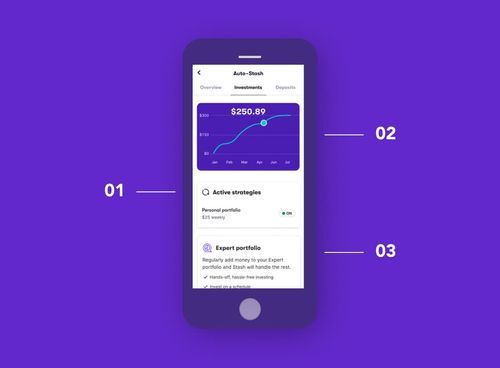 Auto-Stash
Overview Investments Deposits
$250.89
$300
$150
$0
Jan Feb Mar Apr Jun Jul
01
02
Active strategies
Personal portfolio
$25 weekly
ON
03
Expert portfolio
Regularly add money to your Expert
portfolio and Stash will handle the rest.
Hands-off, hassle-free investing
Invest on a schedule